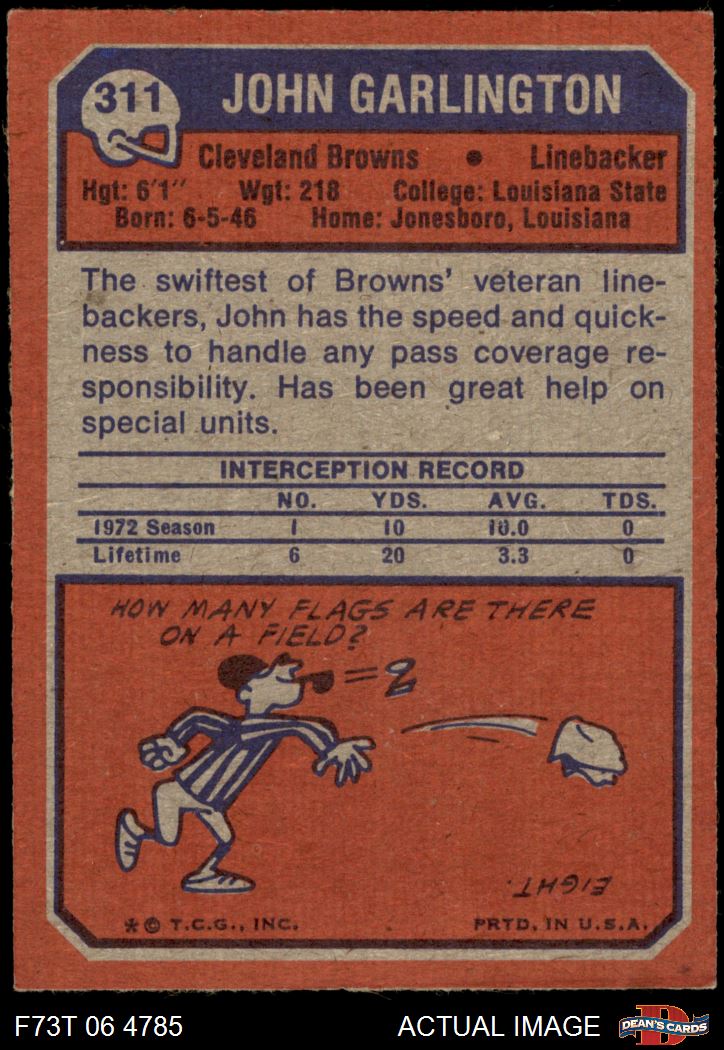 311
JOHN GARLINGTON
Cleveland Browns • Linebacker
Hgt: 6'1" Wgt: 218 College: Louisiana State
Born: 6-5-46 Home: Jonesboro, Louisiana
The swiftest of Browns' veteran line-
backers, John has the speed and quick-
ness to handle any pass coverage re-
sponsibility. Has been great help on
special units.
INTERCEPTION RECORD
NO. YDS. AVG. TDS.
1972 Season 1 10 10.0 0
Lifetime 6 20 3.3 0
HOW MANY FLAGS ARE THERE
ON A FIELD?
EIGHT.
* © T.C.G., INC. PRTD. IN U.S.A.
F73T 06 4785 ACTUAL IMAGE
D
DEAN'S CARDS